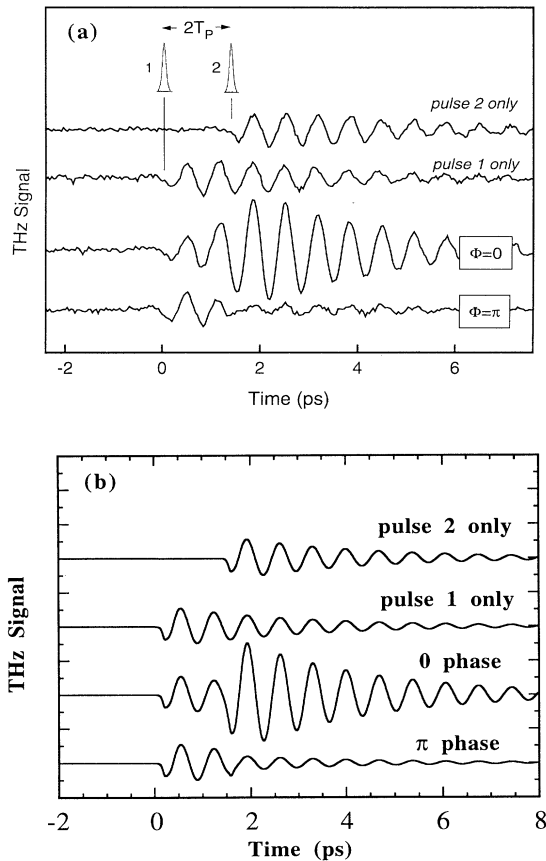 (a)
2T_P
1
2
pulse 2 only
pulse 1 only
Φ=0
Φ=π
THz Signal
-2 0 2 4 6
Time (ps)
(b)
pulse 2 only
pulse 1 only
0 phase
π phase
THz Signal
-2 0 2 4 6 8
Time (ps)